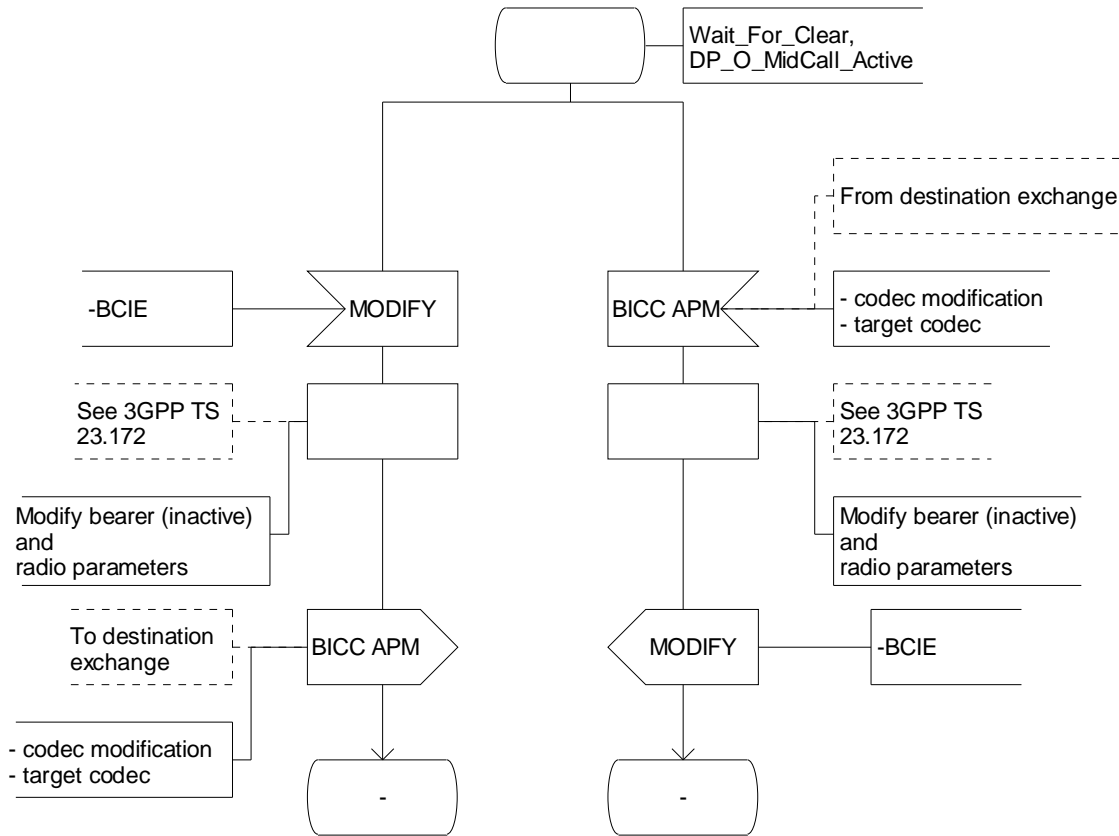 Wait_For_Clear,
DP_O_MidCall_Active
From destination exchange
-BCIE
MODIFY
BICC APM
- codec modification
- target codec
See 3GPP TS
23.172
See 3GPP TS
23.172
Modify bearer (inactive)
and
radio parameters
Modify bearer (inactive)
and
radio parameters
To destination
exchange
BICC APM
MODIFY
-BCIE
- codec modification
- target codec
-
-